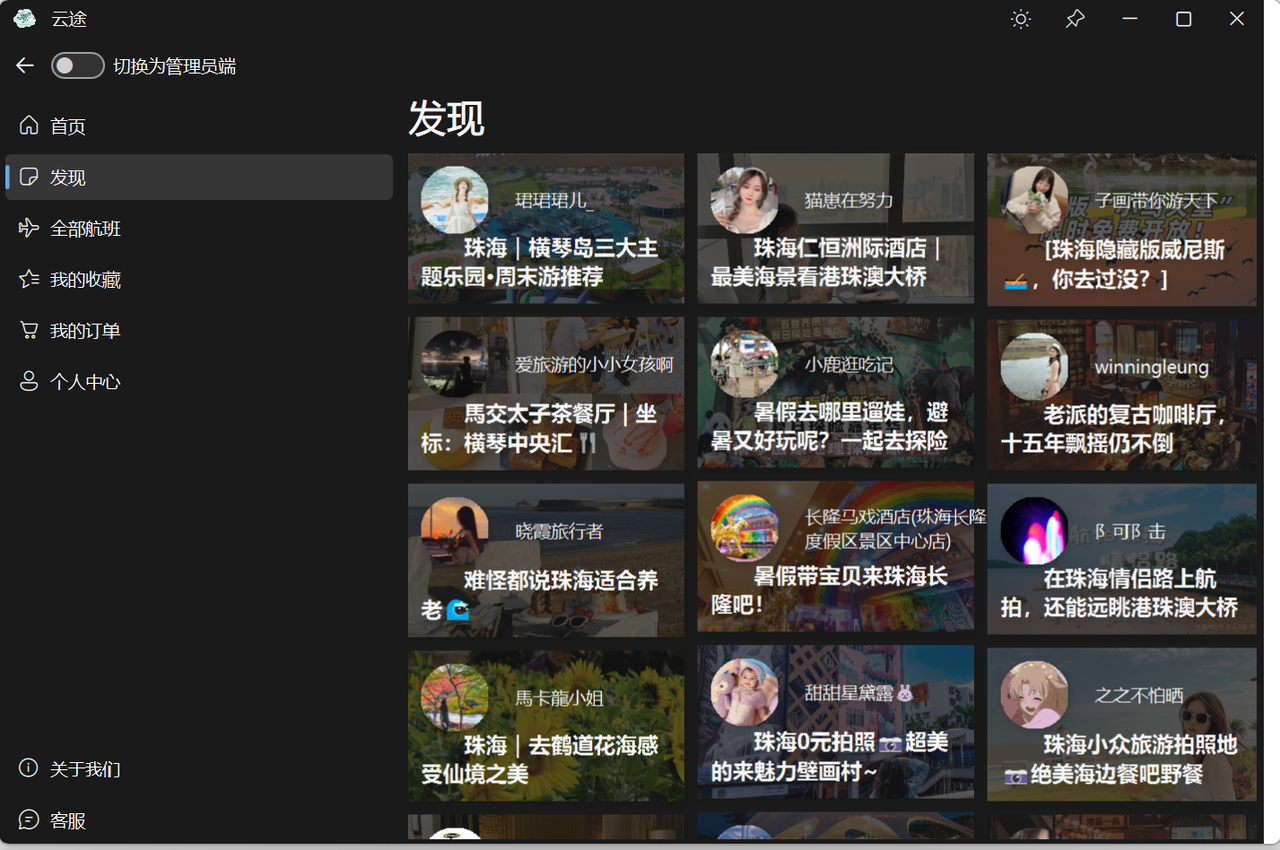 云途
切换为管理员端
首页
发现
全部航班
我的收藏
我的订单
个人中心
关于我们
客服
发现
珺珺珺儿_
珠海｜横琴岛三大主
题乐园•周末游推荐
猫崽在努力
珠海仁恒洲际酒店｜
最美海景看港珠澳大桥
子画带你游天下
[珠海隐藏版威尼斯
🚣，你去过没？]
爱旅游的小小女孩啊
馬交太子茶餐厅 | 坐
标：横琴中央汇🍴
小鹿逛吃记
暑假去哪里遛娃，避
暑又好玩呢？一起去探险
winningleung
老派的复古咖啡厅，
十五年飘摇仍不倒
晓霞旅行者
难怪都说珠海适合养
老🌊
长隆马戏酒店(珠海长隆
度假区景区中心店)
暑假带宝贝来珠海长
隆吧！
阝可阝击
在珠海情侣路上航
拍，还能远眺港珠澳大桥
馬卡龍小姐
珠海｜去鹤道花海感
受仙境之美
甜甜星黛露🐰
珠海0元拍照📷超美
的来魅力壁画村~
之之不怕晒
珠海小众旅游拍照地
📷绝美海边餐吧野餐